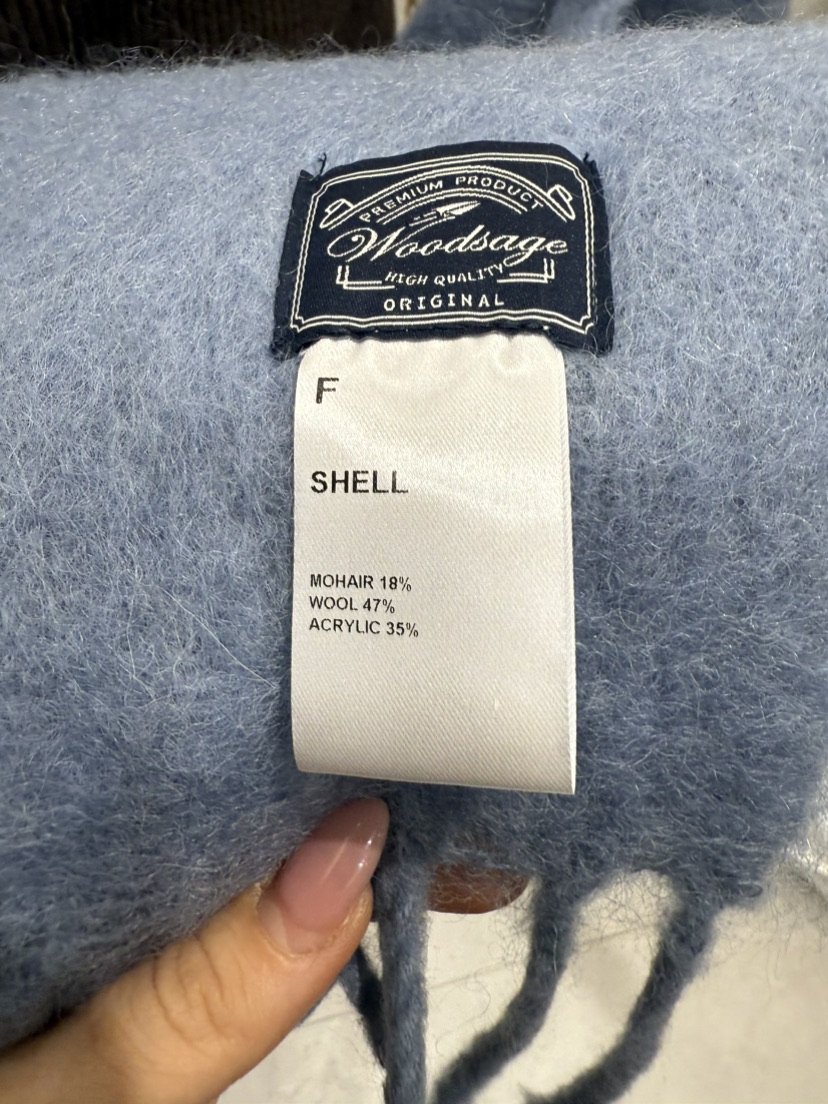 PREMIUM PRODUCT
Woodsage
HIGH QUALITY
ORIGINAL
F
SHELL
MOHAIR 18%
WOOL 47%
ACRYLIC 35%